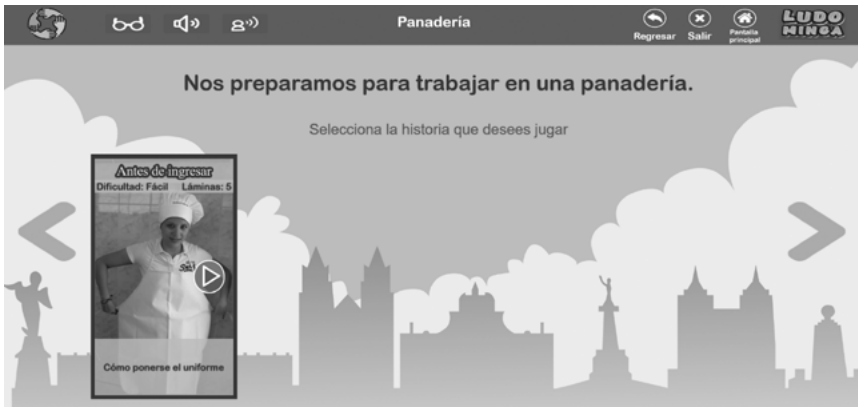 Panadería
Regresar
Salir
Pantalla
principal
LUDO
MINGA
Nos preparamos para trabajar en una panadería.
Selecciona la historia que desees jugar
Antes de ingresar
Dificultad: Fácil Láminas: 5
Cómo ponerse el uniforme